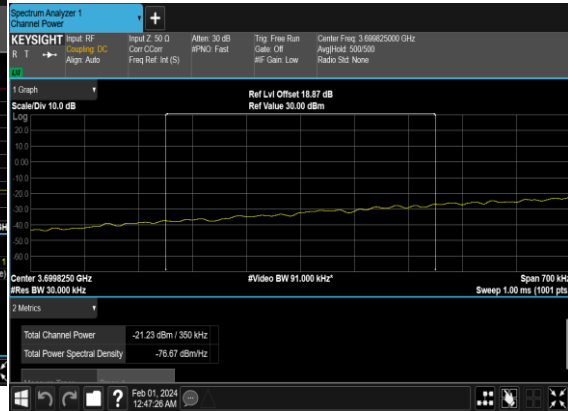 Spectrum Analyzer 1
Channel Power
+
KEYSIGHT Input: RF Input Z: 50 Ω Atten: 30 dB Trig: Free Run Center Freq: 3.699825000 GHz
R T Coupling: DC Corr CCorr #PNO: Fast Gate: Off Avg|Hold: 500/500
Align: Auto Freq Ref: Int (S) #IF Gain: Low Radio Std: None
1 Graph
Ref Lvl Offset 18.87 dB
Scale/Div 10.0 dB Ref Value 30.00 dBm
Log
20.0
10.0
0.00
-10.0
-20.0
-30.0
-40.0
-50.0
-60.0
Center 3.6998250 GHz #Video BW 91.000 kHz* Span 700 kHz
#Res BW 30.000 kHz Sweep 1.00 ms (1001 pts
2 Metrics
Total Channel Power -21.23 dBm / 350 kHz
Total Power Spectral Density -76.67 dBm/Hz
? Feb 01, 2024
12:47:26 AM